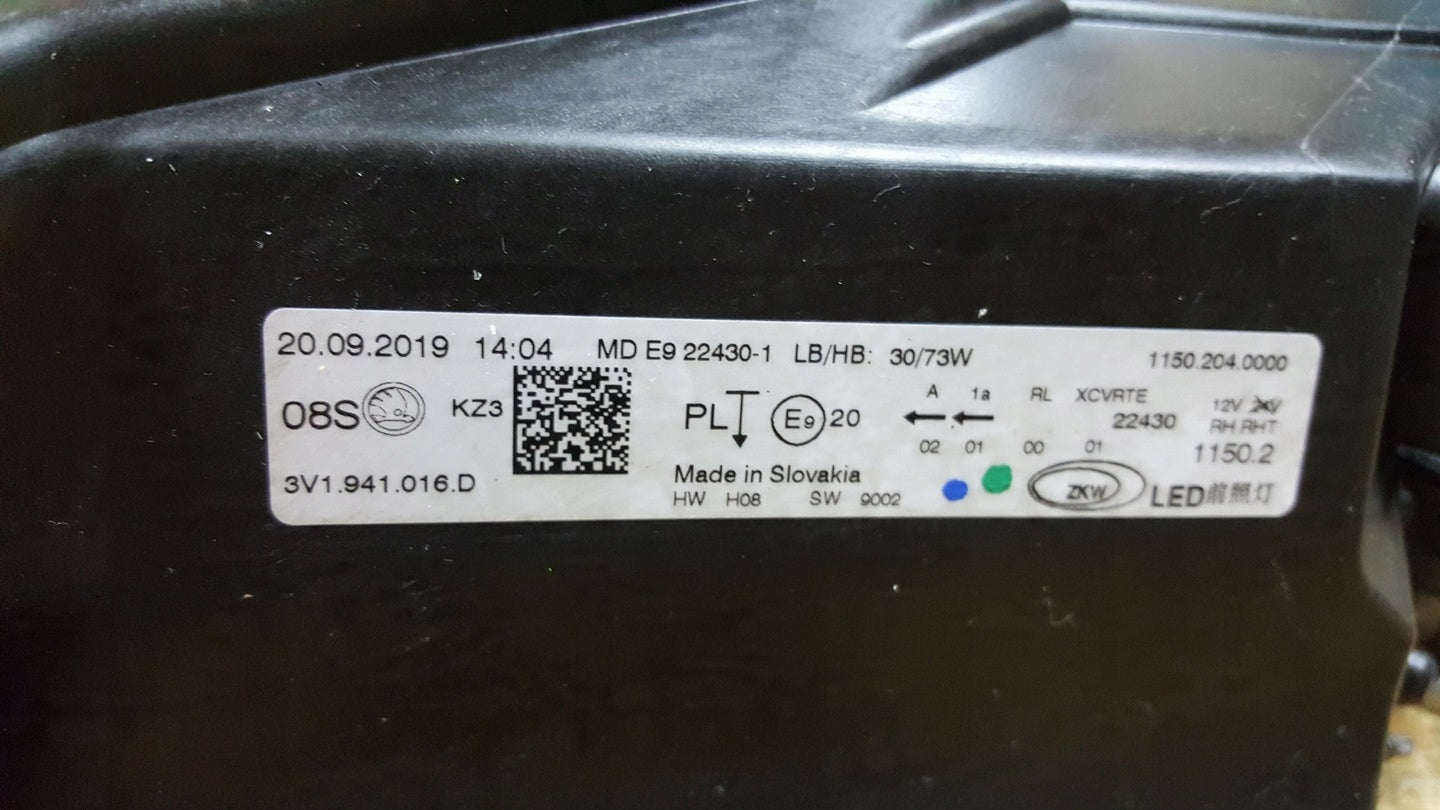 20.09.2019 14:04 MD E9 22430-1 LB/HB: 30/73W 1150.204.0000
08S KZ3 PL E9 20 A 1a RL XCVRTE 12V 24V
22430 RH RHT
02 01 00 01 1150.2
3V1.941.016.D Made in Slovakia
HW H08 SW 9002 ZKW LED前照灯